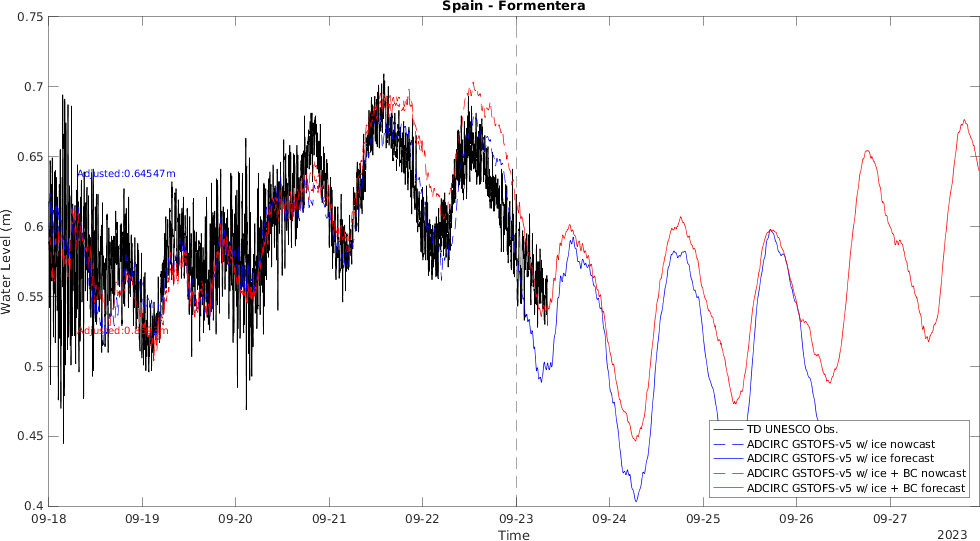 Spain - Formentera
0.75
0.7
0.65
0.6
0.55
0.5
0.45
0.4
Water Level (m)
Adjusted:0.64547m
TD UNESCO Obs.
ADCIRC GSTOFS-v5 w/ ice nowcast
ADCIRC GSTOFS-v5 w/ ice forecast
ADCIRC GSTOFS-v5 w/ ice + BC nowcast
ADCIRC GSTOFS-v5 w/ ice + BC forecast
09-18
09-19
09-20
09-21
09-22
09-23
09-24
09-25
09-26
09-27
Time
2023